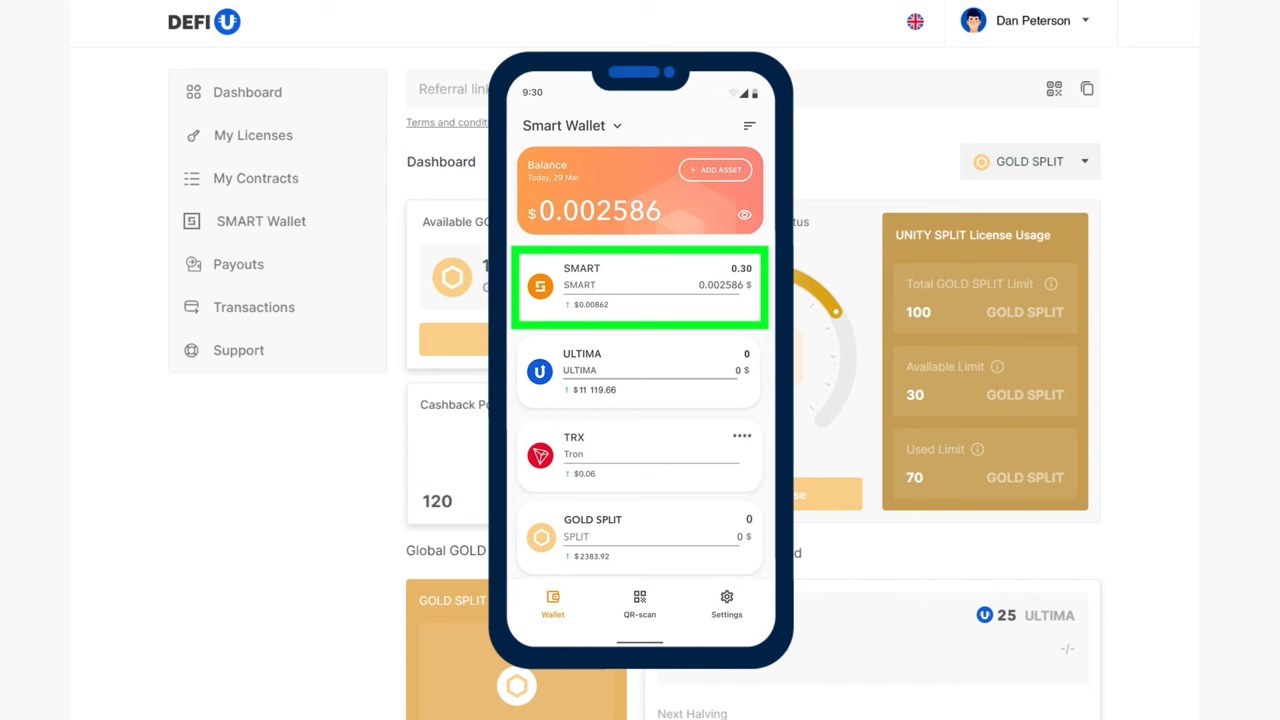 DEFI
Dan Peterson
Dashboard
My Licenses
My Contracts
SMART Wallet
Payouts
Transactions
Support
Referral link
Terms and condit
Dashboard
GOLD SPLIT
Available GO
Cashback Po
120
Global GOLD
GOLD SPLIT
9:30
Smart Wallet
Balance
Today, 29 Mar
+ ADD ASSET
$0.002586
SMART 0.30
SMART 0.002586 $
↑ $0.00862
ULTIMA 0
ULTIMA 0 $
↑ $11 119.66
TRX ****
Tron
↑ $0.06
GOLD SPLIT 0
SPLIT 0 $
↑ $2383.92
Wallet QR-scan Settings
tus
se
UNITY SPLIT License Usage
Total GOLD SPLIT Limit
100 GOLD SPLIT
Available Limit
30 GOLD SPLIT
Used Limit
70 GOLD SPLIT
d
25 ULTIMA
-/-
Next Halving